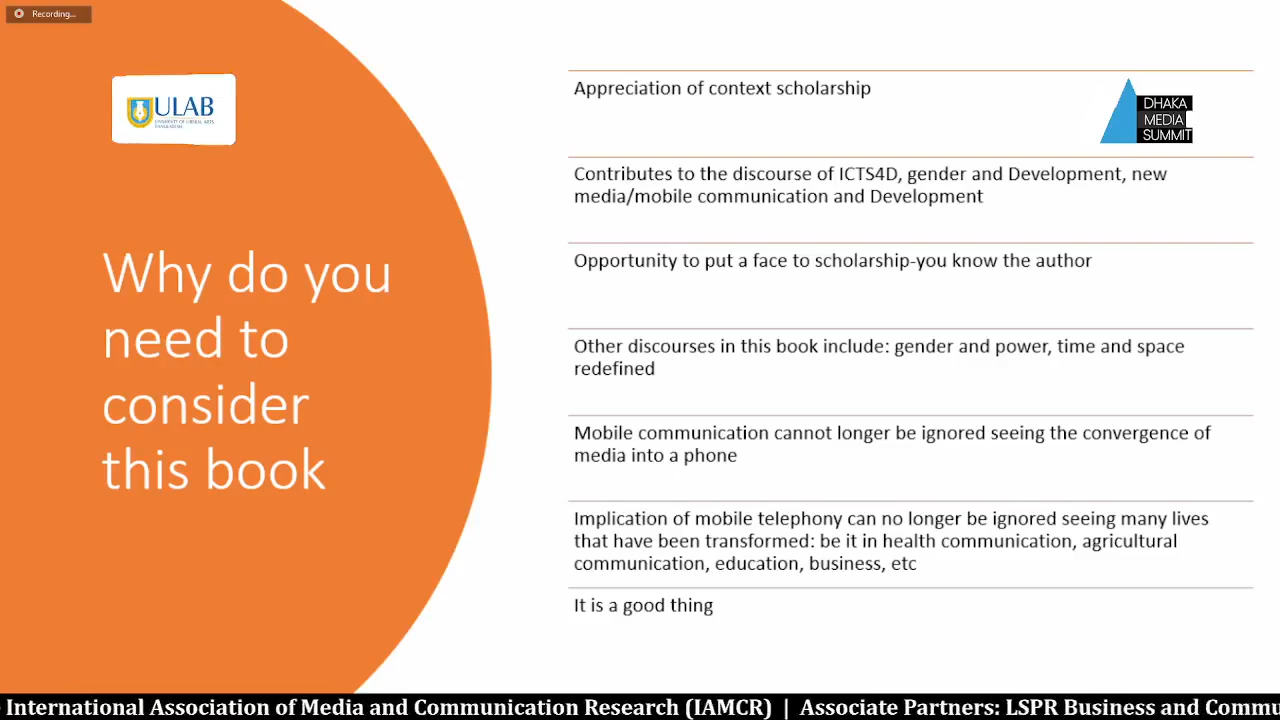 Recording...
ULAB
UNIVERSITY OF LIBERAL ARTS
BANGLADESH
DHAKA
MEDIA
SUMMIT
Why do you
need to
consider
this book
Appreciation of context scholarship
Contributes to the discourse of ICTS4D, gender and Development, new
media/mobile communication and Development
Opportunity to put a face to scholarship-you know the author
Other discourses in this book include: gender and power, time and space
redefined
Mobile communication cannot longer be ignored seeing the convergence of
media into a phone
Implication of mobile telephony can no longer be ignored seeing many lives
that have been transformed: be it in health communication, agricultural
communication, education, business, etc
It is a good thing
International Association of Media and Communication Research (IAMCR) | Associate Partners: LSPR Business and Commu